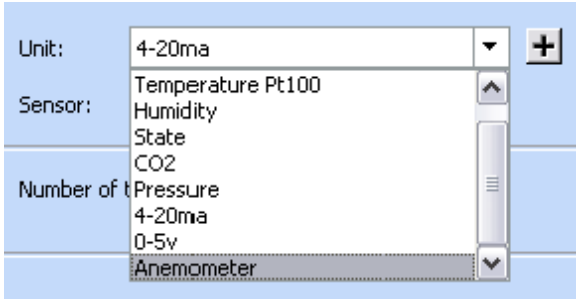 Unit: 4-20ma
Temperature Pt100
Sensor: Humidity
State
CO2
Number of t Pressure
4-20ma
0-5v
Anemometer